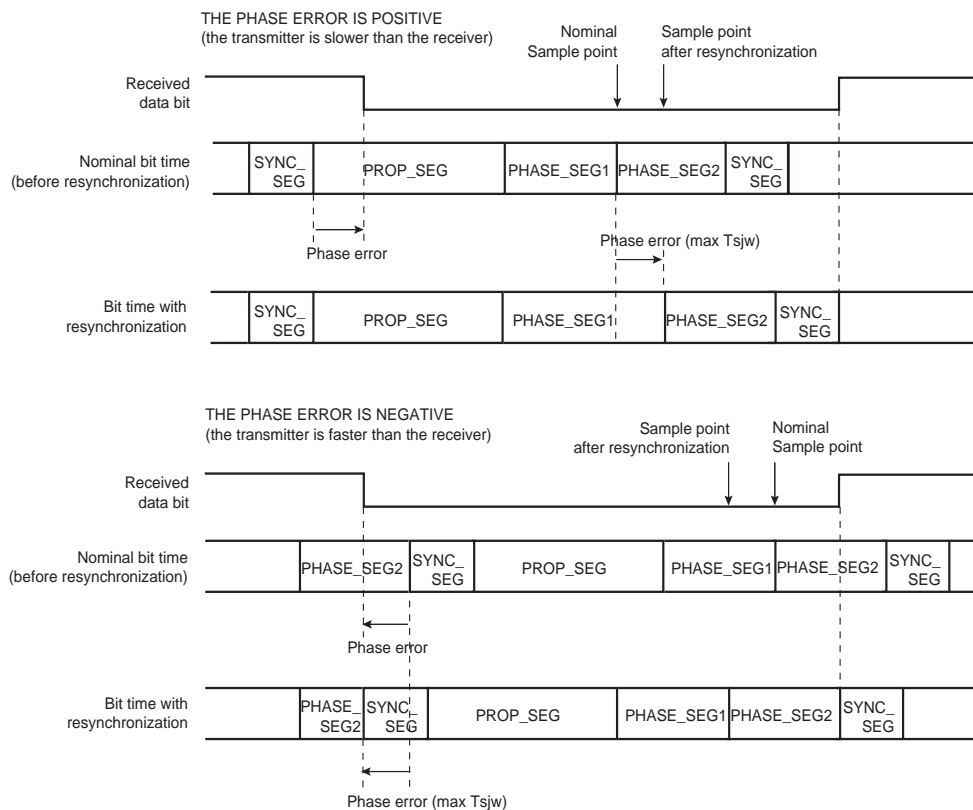 THE PHASE ERROR IS POSITIVE
(the transmitter is slower than the receiver)
Nominal
Sample point
Sample point
after resynchronization
Received
data bit
Nominal bit time
(before resynchronization)
SYNC_
SEG
PROP_SEG
PHASE_SEG1
PHASE_SEG2
SYNC_
SEG
Phase error
Phase error (max Tsjw)
Bit time with
resynchronization
SYNC_
SEG
PROP_SEG
PHASE_SEG1
PHASE_SEG2
SYNC_
SEG
THE PHASE ERROR IS NEGATIVE
(the transmitter is faster than the receiver)
Sample point
after resynchronization
Nominal
Sample point
Received
data bit
Nominal bit time
(before resynchronization)
PHASE_SEG2
SYNC_
SEG
PROP_SEG
PHASE_SEG1
PHASE_SEG2
SYNC_
SEG
Phase error
Bit time with
resynchronization
PHASE_
SEG2
SYNC_
SEG
PROP_SEG
PHASE_SEG1
PHASE_SEG2
SYNC_
SEG
Phase error (max Tsjw)